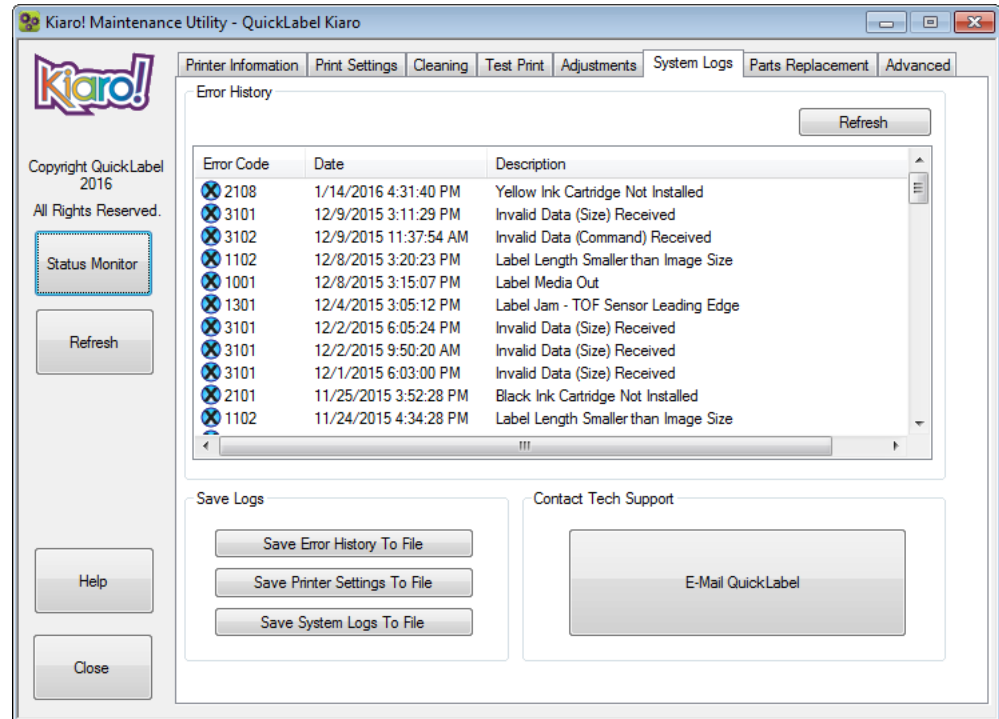 Kiaro! Maintenance Utility - QuickLabel Kiaro
Kiaro!
Copyright QuickLabel
2016
All Rights Reserved.
Status Monitor
Refresh
Help
Close
Printer Information Print Settings Cleaning Test Print Adjustments System Logs Parts Replacement Advanced
Error History
Refresh
Error Code Date Description
2108 1/14/2016 4:31:40 PM Yellow Ink Cartridge Not Installed
3101 12/9/2015 3:11:29 PM Invalid Data (Size) Received
3102 12/9/2015 11:37:54 AM Invalid Data (Command) Received
1102 12/8/2015 3:20:23 PM Label Length Smaller than Image Size
1001 12/8/2015 3:15:07 PM Label Media Out
1301 12/4/2015 3:05:12 PM Label Jam - TOF Sensor Leading Edge
3101 12/2/2015 6:05:24 PM Invalid Data (Size) Received
3101 12/2/2015 9:50:20 AM Invalid Data (Size) Received
3101 12/1/2015 6:03:00 PM Invalid Data (Size) Received
2101 11/25/2015 3:52:28 PM Black Ink Cartridge Not Installed
1102 11/24/2015 4:34:28 PM Label Length Smaller than Image Size
Save Logs
Save Error History To File
Save Printer Settings To File
Save System Logs To File
Contact Tech Support
E-Mail QuickLabel